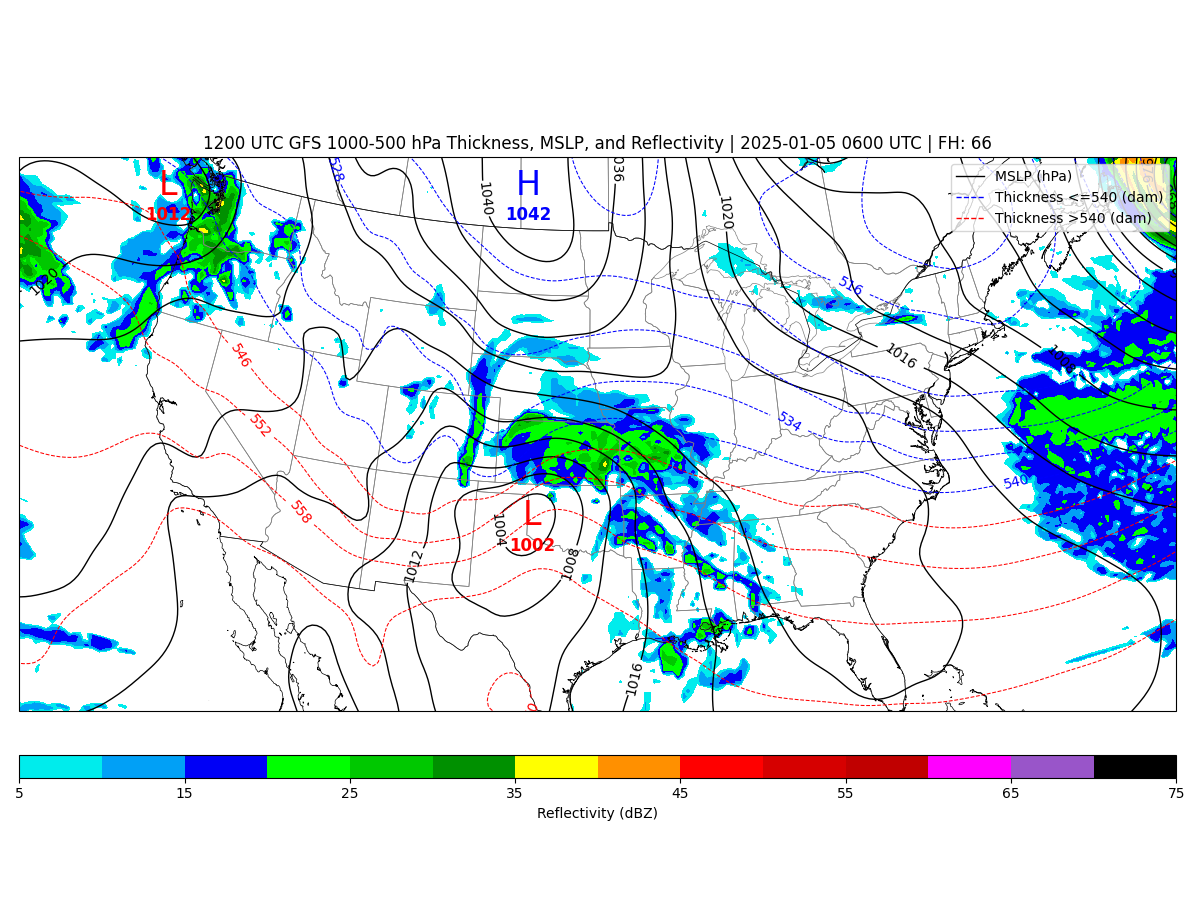 1200 UTC GFS 1000-500 hPa Thickness, MSLP, and Reflectivity | 2025-01-05 0600 UTC | FH: 66
MSLP (hPa)
Thickness <=540 (dam)
Thickness >540 (dam)
L
1012
H
1042
528
1040
1036
1020
976
516
1016
1008
546
552
558
534
540
L
1002
1004
1008
1012
1016
5 15 25 35 45 55 65 75
Reflectivity (dBZ)